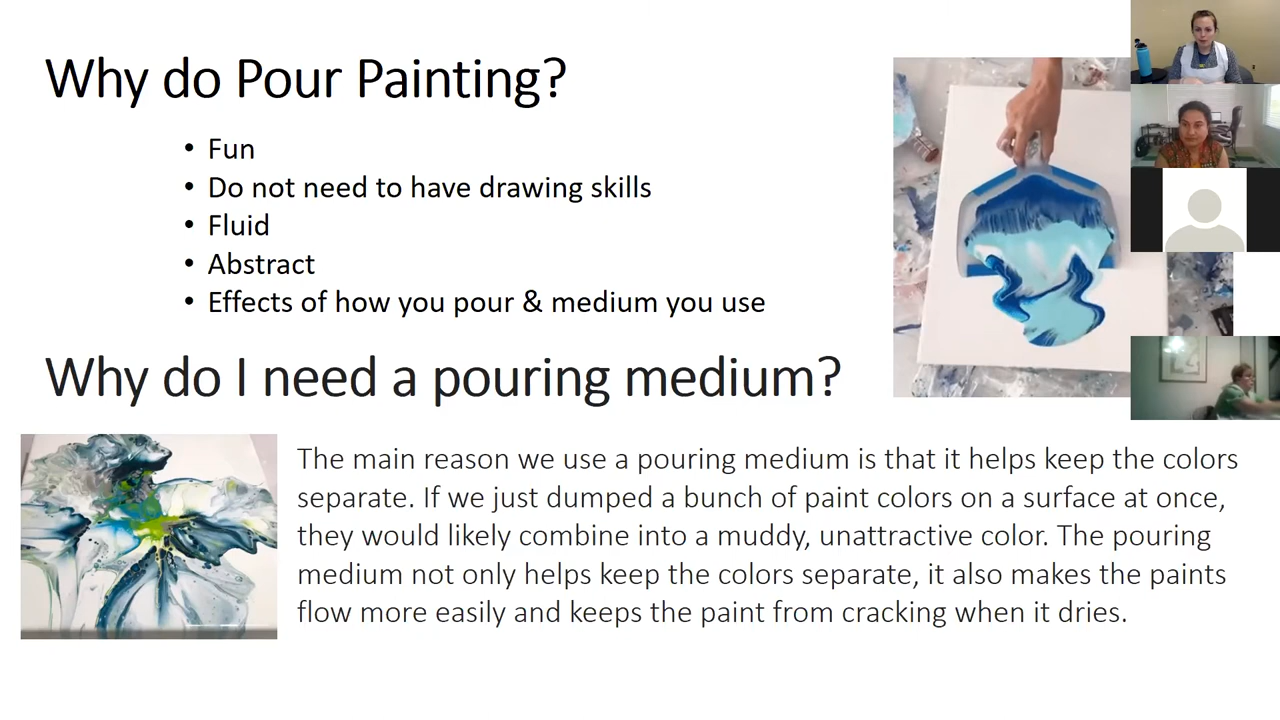 Why do Pour Painting?
• Fun
• Do not need to have drawing skills
• Fluid
• Abstract
• Effects of how you pour & medium you use
Why do I need a pouring medium?
The main reason we use a pouring medium is that it helps keep the colors
separate. If we just dumped a bunch of paint colors on a surface at once,
they would likely combine into a muddy, unattractive color. The pouring
medium not only helps keep the colors separate, it also makes the paints
flow more easily and keeps the paint from cracking when it dries.